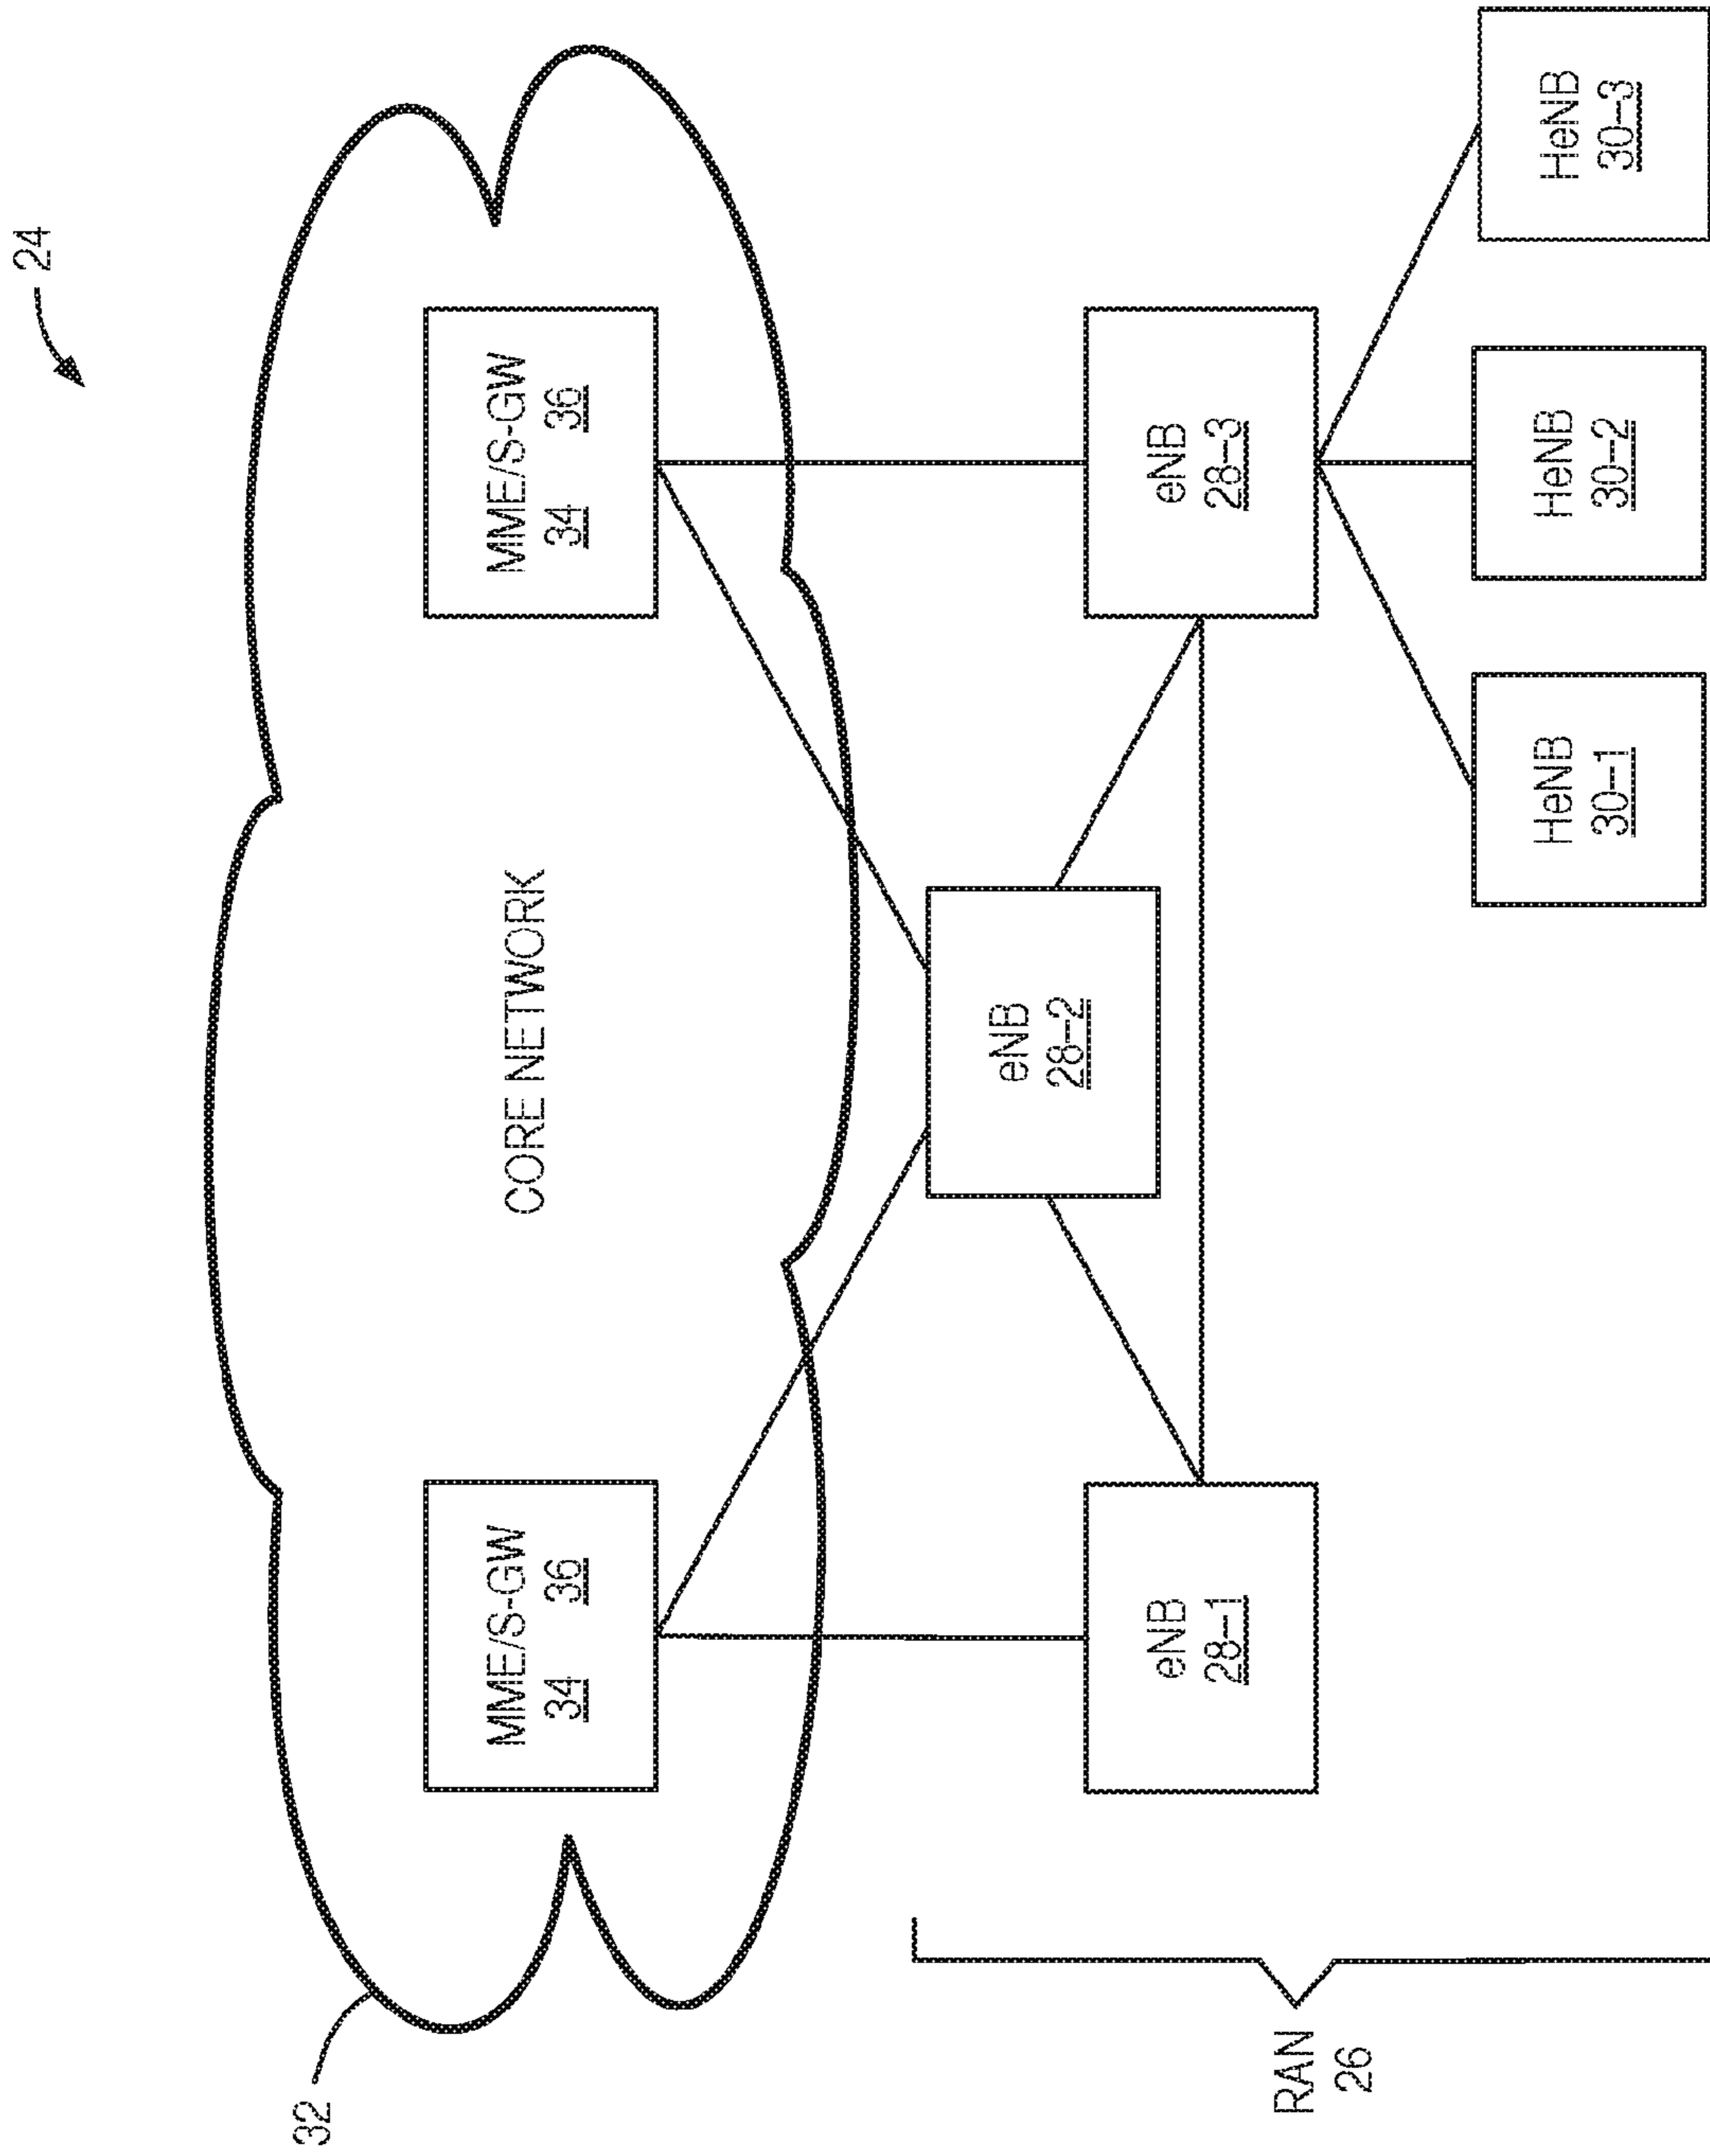 24
32
CORE NETWORK
MME/S-GW
34 36
MME/S-GW
34 36
eNB
28-2
eNB
28-1
eNB
28-3
RAN
26
HeNB
30-1
HeNB
30-2
HeNB
30-3